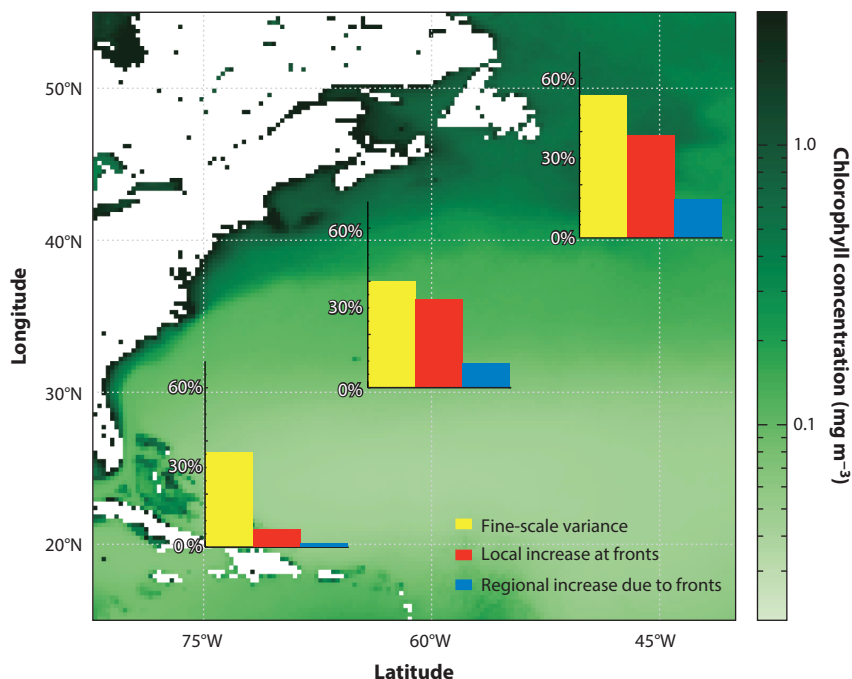 50°N
40°N
30°N
20°N
Longitude
75°W
60°W
45°W
Latitude
60%
30%
0%
60%
30%
0%
60%
30%
0%
Fine-scale variance
Local increase at fronts
Regional increase due to fronts
1.0
0.1
Chlorophyll concentration (mg m⁻³)